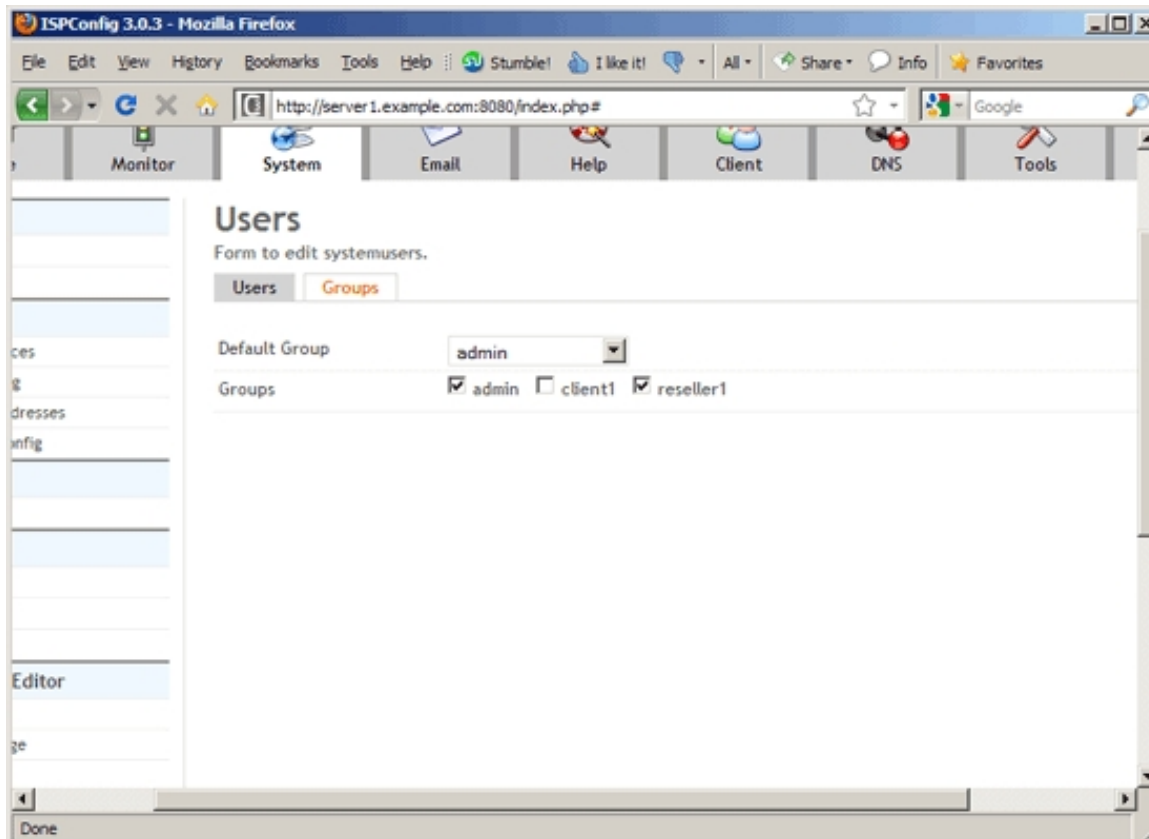 ISPConfig 3.0.3 - Mozilla Firefox
File Edit View History Bookmarks Tools Help Stumble! I like it! All Share Info Favorites
http://server1.example.com:8080/index.php# Google
Monitor System Email Help Client DNS Tools
Users
Form to edit systemusers.
Users Groups
Default Group admin
ces
Groups admin client1 reseller1
g
dresses
nfig
Editor
ge
Done